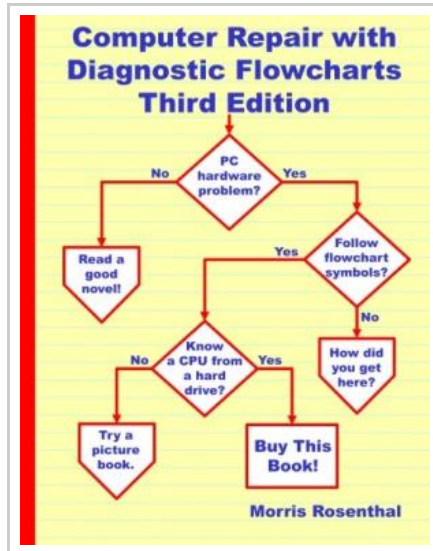 Computer Repair with
Diagnostic Flowcharts
Third Edition
PC
hardware
problem?
No
Yes
Read a
good
novel!
Yes
Follow
flowchart
symbols?
No
Know
a CPU from
a hard
drive?
No
Yes
How did
you get
here?
Try a
picture
book.
Buy This
Book!
Morris Rosenthal